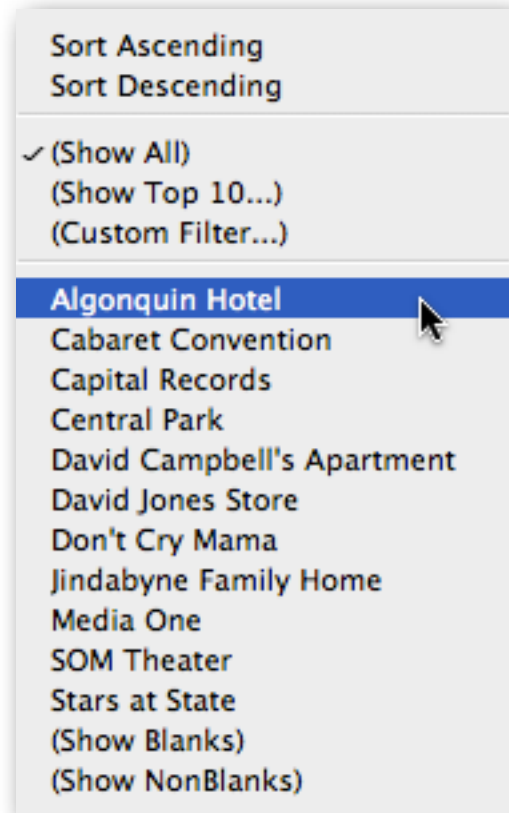 Sort Ascending
Sort Descending
✓ (Show All)
(Show Top 10...)
(Custom Filter...)
Algonquin Hotel
Cabaret Convention
Capital Records
Central Park
David Campbell's Apartment
David Jones Store
Don't Cry Mama
Jindabyne Family Home
Media One
SOM Theater
Stars at State
(Show Blanks)
(Show NonBlanks)